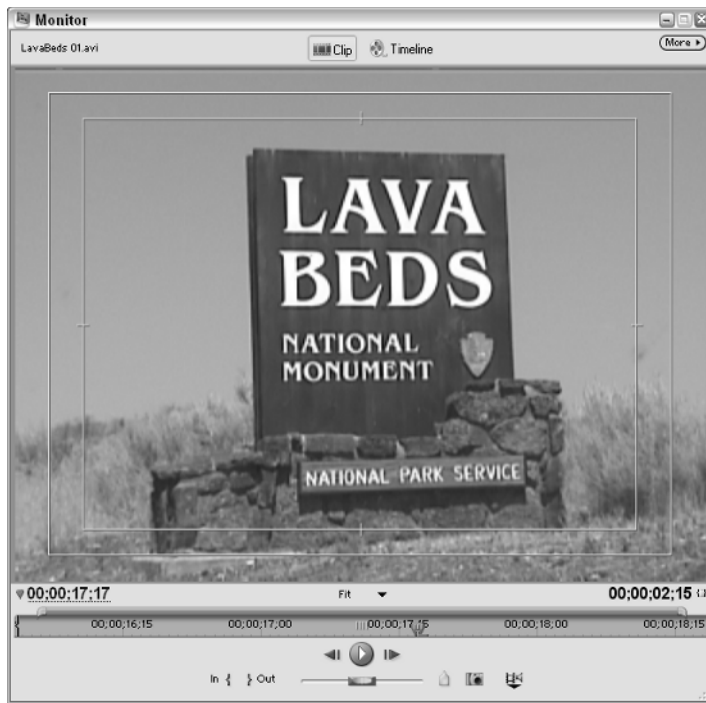 Monitor
LavaBeds 01.avi
Clip
Timeline
More
LAVA
BEDS
NATIONAL
MONUMENT
NATIONAL PARK SERVICE
00;00;17;17
Fit
00;00;02;15
00;00;16;15
00;00;17;00
00;00;17;15
00;00;18;00
00;00;18;15
In { } Out